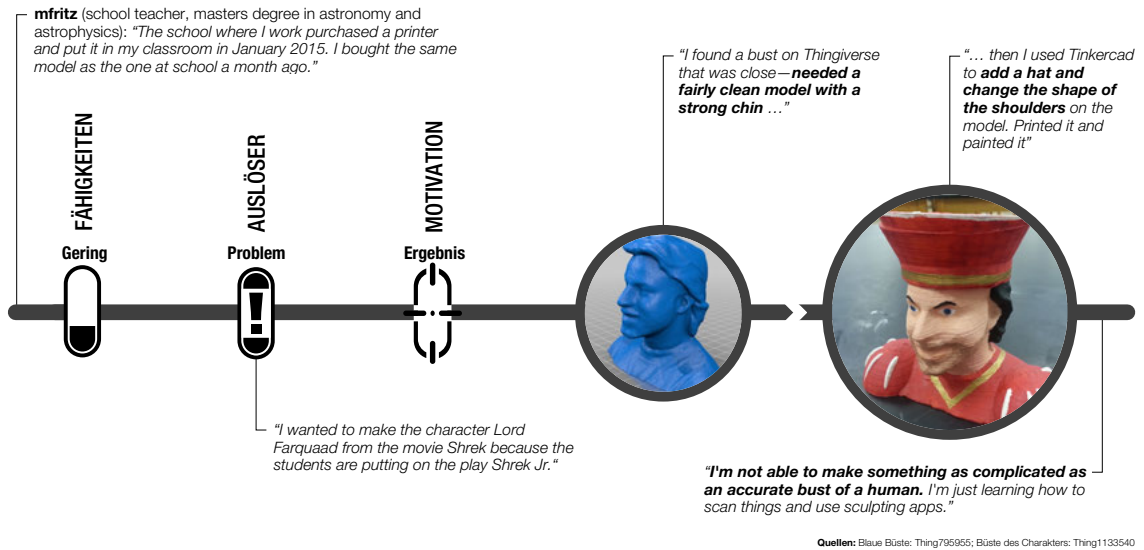 mfritz (school teacher, masters degree in astronomy and
astrophysics): “The school where I work purchased a printer
and put it in my classroom in January 2015. I bought the same
model as the one at school a month ago.”
“I found a bust on Thingiverse
that was close—needed a
fairly clean model with a
strong chin …”
“… then I used Tinkercad
to add a hat and
change the shape of
the shoulders on the
model. Printed it and
painted it”
FÄHIGKEITEN
AUSLÖSER
MOTIVATION
Gering
Problem
Ergebnis
“I wanted to make the character Lord
Farquaad from the movie Shrek because the
students are putting on the play Shrek Jr.“
“I'm not able to make something as complicated as
an accurate bust of a human. I'm just learning how to
scan things and use sculpting apps.”
Quellen: Blaue Büste: Thing795955; Büste des Charakters: Thing1133540